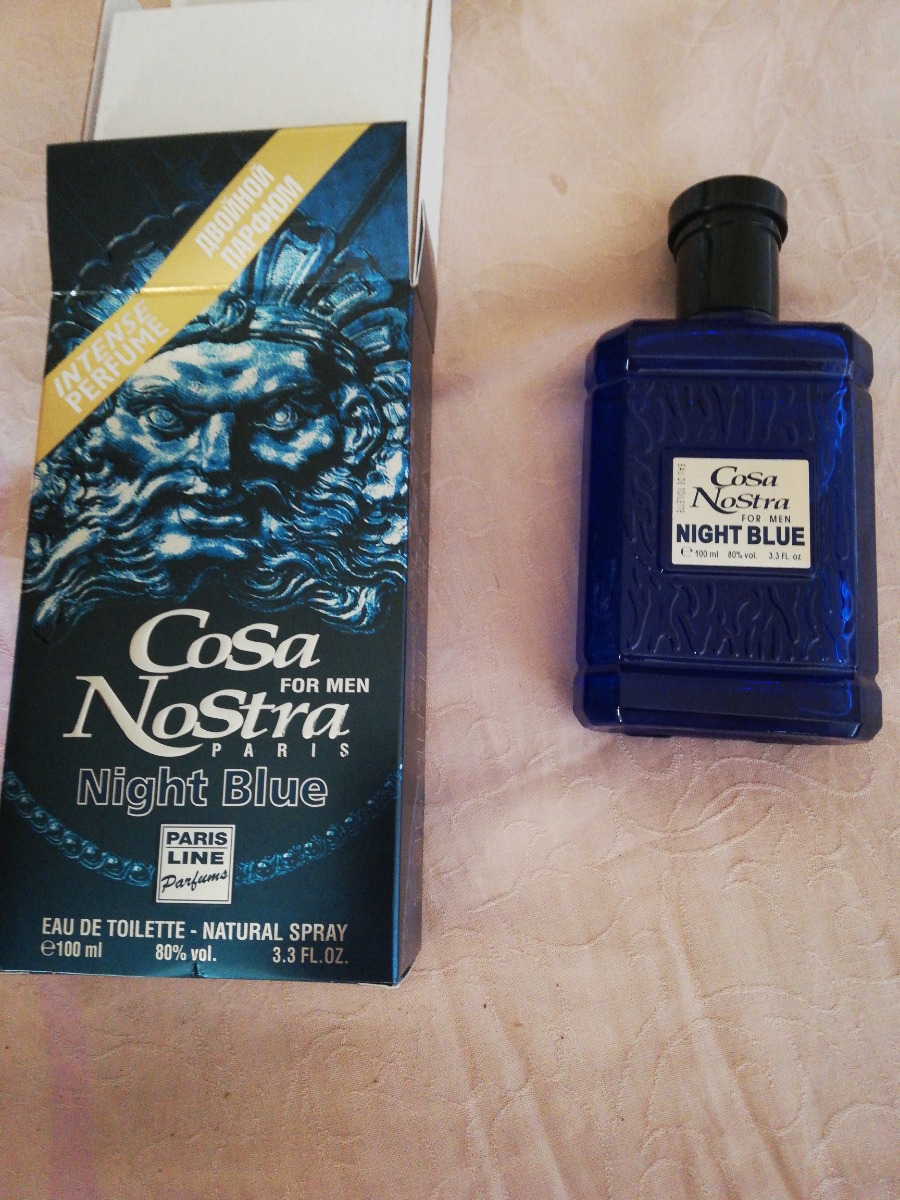 ДВОЙНОЙ
ПАРФЮМ
INTENSE
PERFUME
CoSa
FOR MEN
NoStra
PARIS
Night Blue
PARIS
LINE
Parfums
EAU DE TOILETTE - NATURAL SPRAY
℮100 ml 80% vol. 3.3 FL.OZ.
EAU DE TOILETTE
CoSa
NoStra
FOR MEN
NIGHT BLUE
℮ 100 ml 80% vol. 3.3 FL. oz